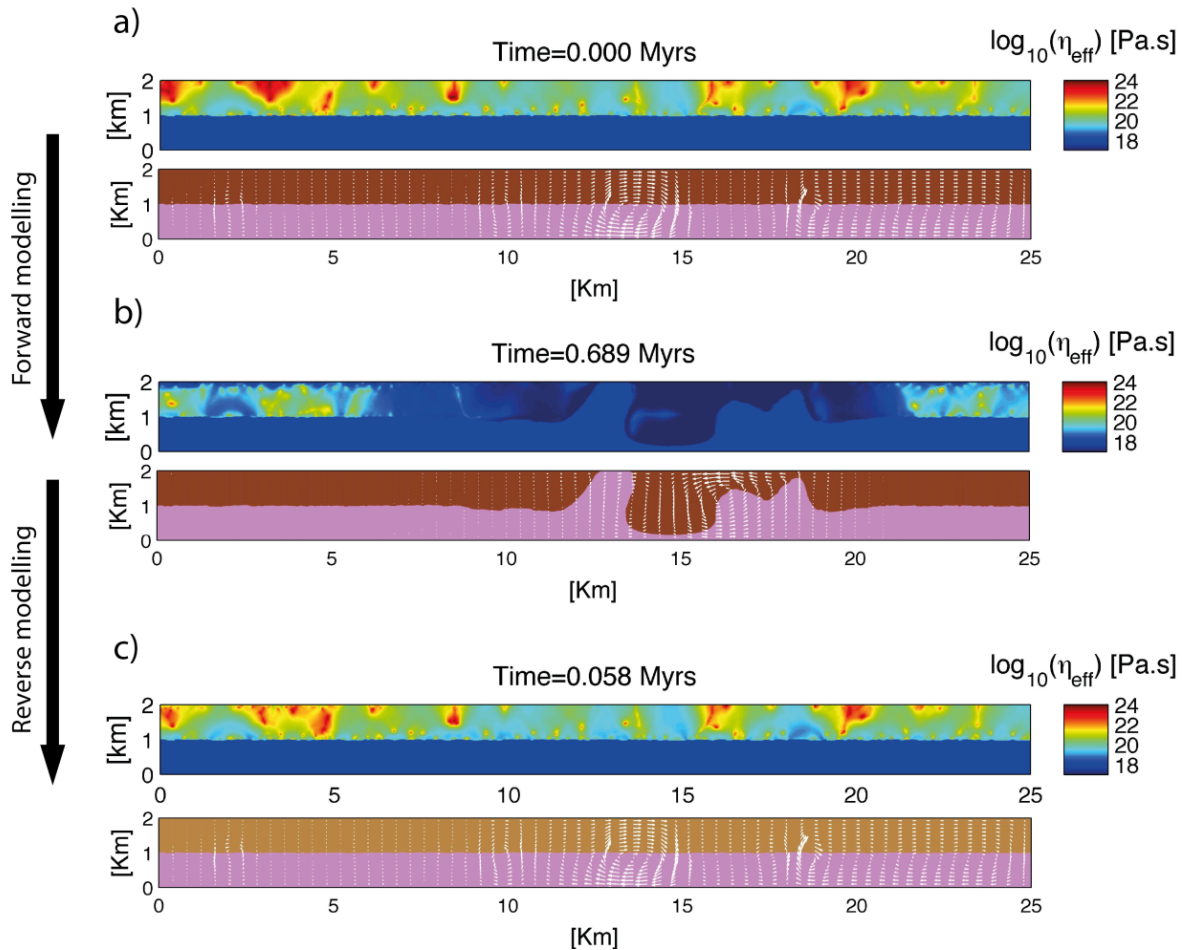 a)
Time=0.000 Myrs
log10(ηeff) [Pa.s]
2
1
0
[km]
24
22
20
18
2
1
0
[Km]
0 5 10 15 20 25
[Km]
Forward modelling
b)
Time=0.689 Myrs
log10(ηeff) [Pa.s]
2
1
0
[km]
24
22
20
18
2
1
0
[Km]
0 5 10 15 20 25
[Km]
Reverse modelling
c)
Time=0.058 Myrs
log10(ηeff) [Pa.s]
2
1
0
[km]
24
22
20
18
0 5 10 15 20 25
2
1
0
[Km]
0 5 10 15 20 25
[Km]